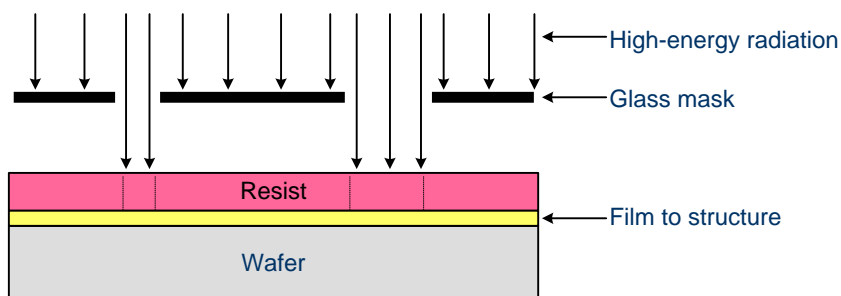 High-energy radiation
Glass mask
Resist
Film to structure
Wafer